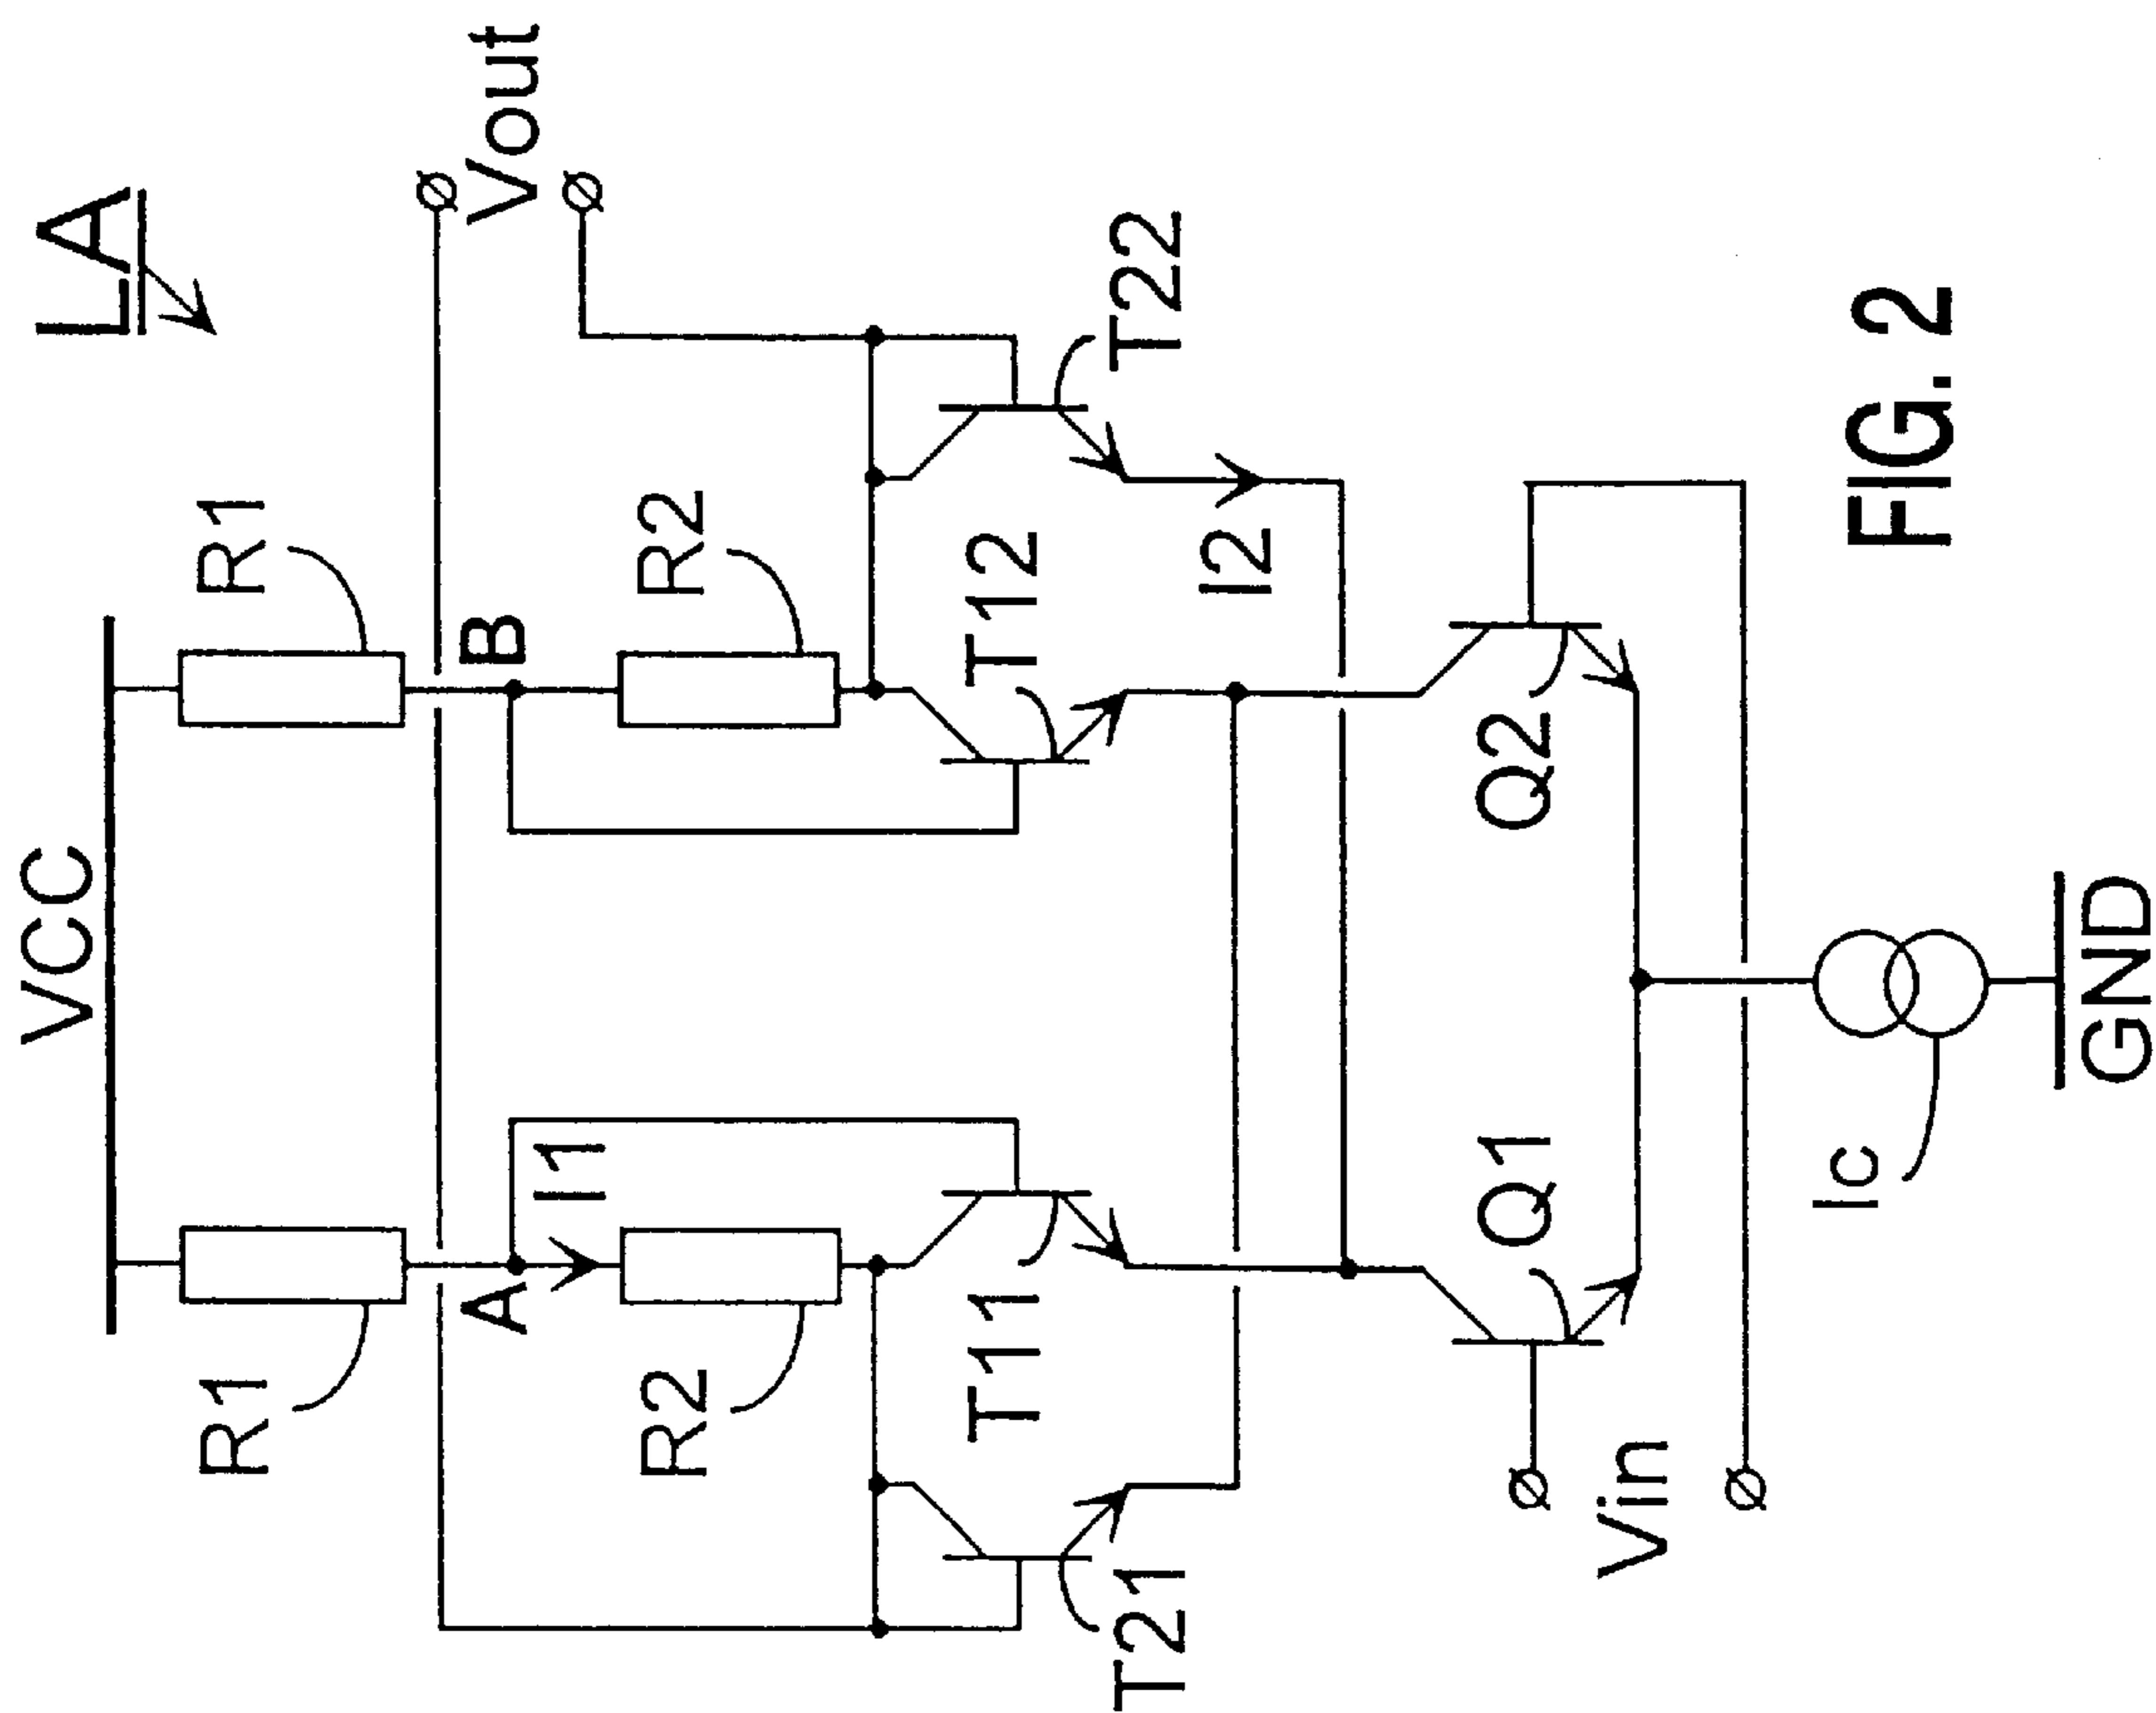 LA
VCC
R1
R1
Vout
A
I1
B
R2
R2
T11
T12
T21
T22
I2
Q1
Q2
Vin
Ic
GND
FIG. 2